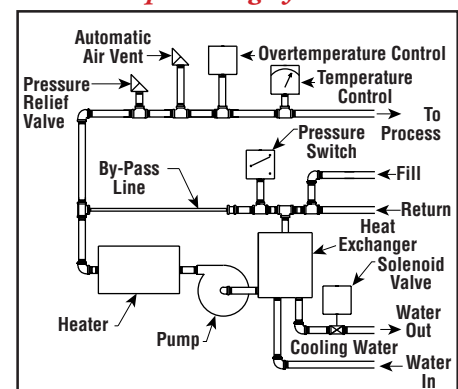 Automatic
Air Vent
Overtemperature Control
Pressure
Relief
Valve
Temperature
Control
To
Process
Pressure
Switch
By-Pass
Line
Fill
Return
Heat
Exchanger
Solenoid
Valve
Heater
Pump
Water
Out
Cooling Water
Water
In